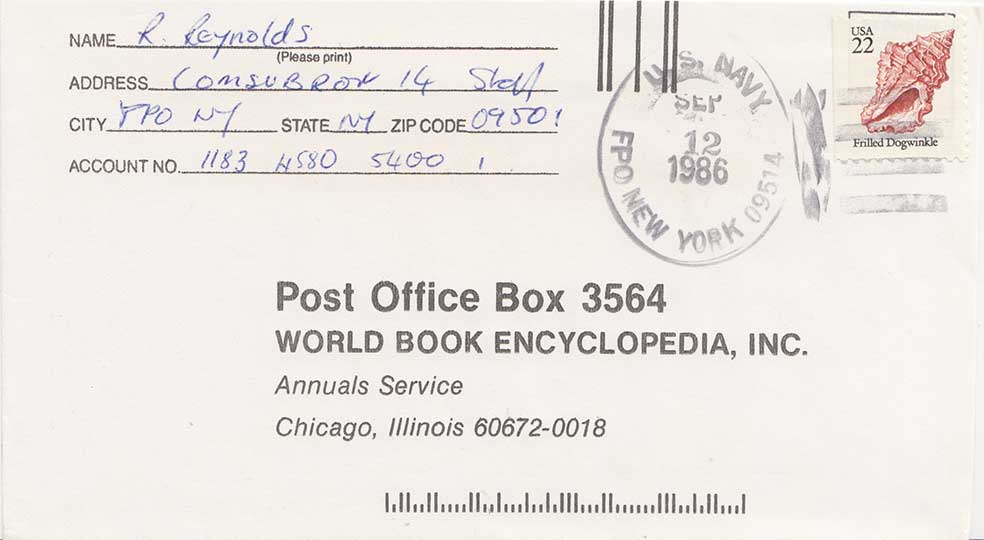 NAME R. Reynolds
(Please print)
ADDRESS COMSUBRON 14 Staff
CITY FPO NY STATE NY ZIP CODE 09501
ACCOUNT NO. 1183 4580 5400 1
U.S. NAVY
SEP
12
1986
FPO NEW YORK 09514
USA
22
Frilled Dogwinkle
Post Office Box 3564
WORLD BOOK ENCYCLOPEDIA, INC.
Annuals Service
Chicago, Illinois 60672-0018